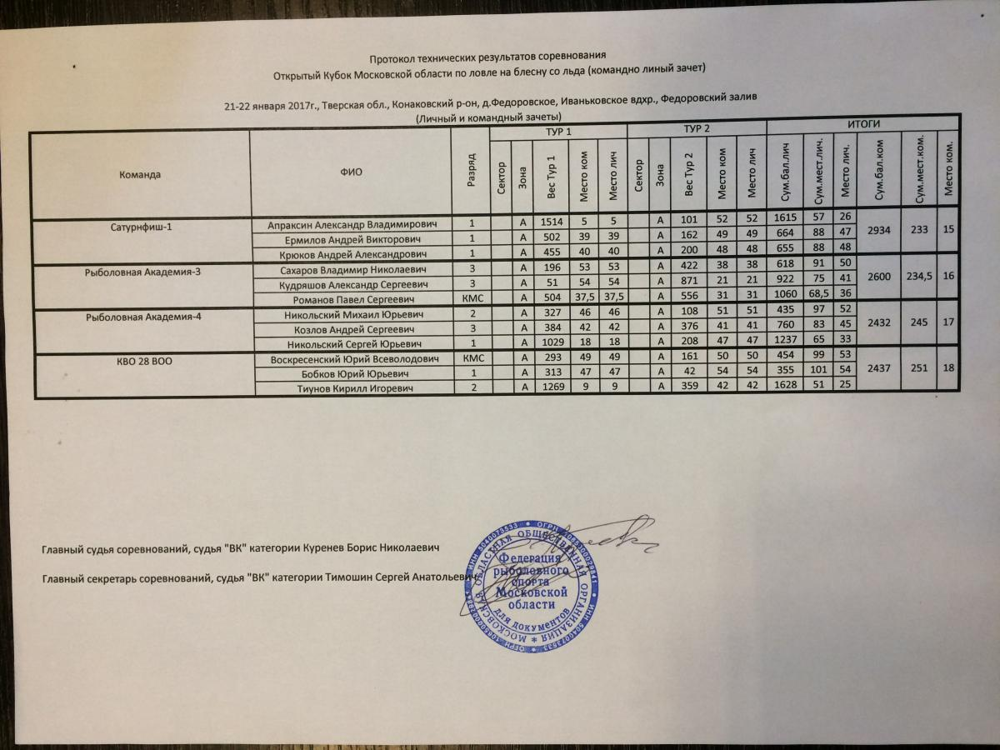 Протокол технических результатов соревнования
Открытый Кубок Московской области по ловле на блесну со льда (командно линый зачет)
21-22 января 2017г., Тверская обл., Конаковский р-он, д.Федоровское, Иваньковское вдхр., Федоровский залив
(Личный и командный зачеты)
ТУР 1 ТУР 2 ИТОГИ
Команда ФИО Разряд Сектор Зона Вес Тур 1 Место ком Место лич Сектор Зона Вес Тур 2 Место ком Место лич Сум.бал.лич Сум.мест.лич. Место лич. Сум.бал.ком Сум.мест.ком. Место ком.
Сатурнфиш-1 Апраксин Александр Владимирович 1 А 1514 5 5 А 101 52 52 1615 57 26 2934 233 15
Ермилов Андрей Викторович 1 А 502 39 39 А 162 49 49 664 88 47
Крюков Андрей Александрович 1 А 455 40 40 А 200 48 48 655 88 48
Рыболовная Академия-3 Сахаров Владимир Николаевич 3 А 196 53 53 А 422 38 38 618 91 50 2600 234,5 16
Кудряшов Александр Сергеевич 3 А 51 54 54 А 871 21 21 922 75 41
Романов Павел Сергеевич КМС А 504 37,5 37,5 А 556 31 31 1060 68,5 36
Рыболовная Академия-4 Никольский Михаил Юрьевич 2 А 327 46 46 А 108 51 51 435 97 52 2432 245 17
Козлов Андрей Сергеевич 3 А 384 42 42 А 376 41 41 760 83 45
Никольский Сергей Юрьевич 1 А 1029 18 18 А 208 47 47 1237 65 33
КВО 28 ВОО Воскресенский Юрий Всеволодович КМС А 293 49 49 А 161 50 50 454 99 53 2437 251 18
Бобков Юрий Юрьевич 1 А 313 47 47 А 42 54 54 355 101 54
Тиунов Кирилл Игоревич 2 А 1269 9 9 А 359 42 42 1628 51 25
Главный судья соревнований, судья "ВК" категории Куренев Борис Николаевич
Главный секретарь соревнований, судья "ВК" категории Тимошин Сергей Анатольевич
МОСКОВСКАЯ ОБЛАСТНАЯ ОБЩЕСТВЕННАЯ ОРГАНИЗАЦИЯ
ИНН 5040073533
Федерация
рыболовного
спорта
Московской
области
для документов